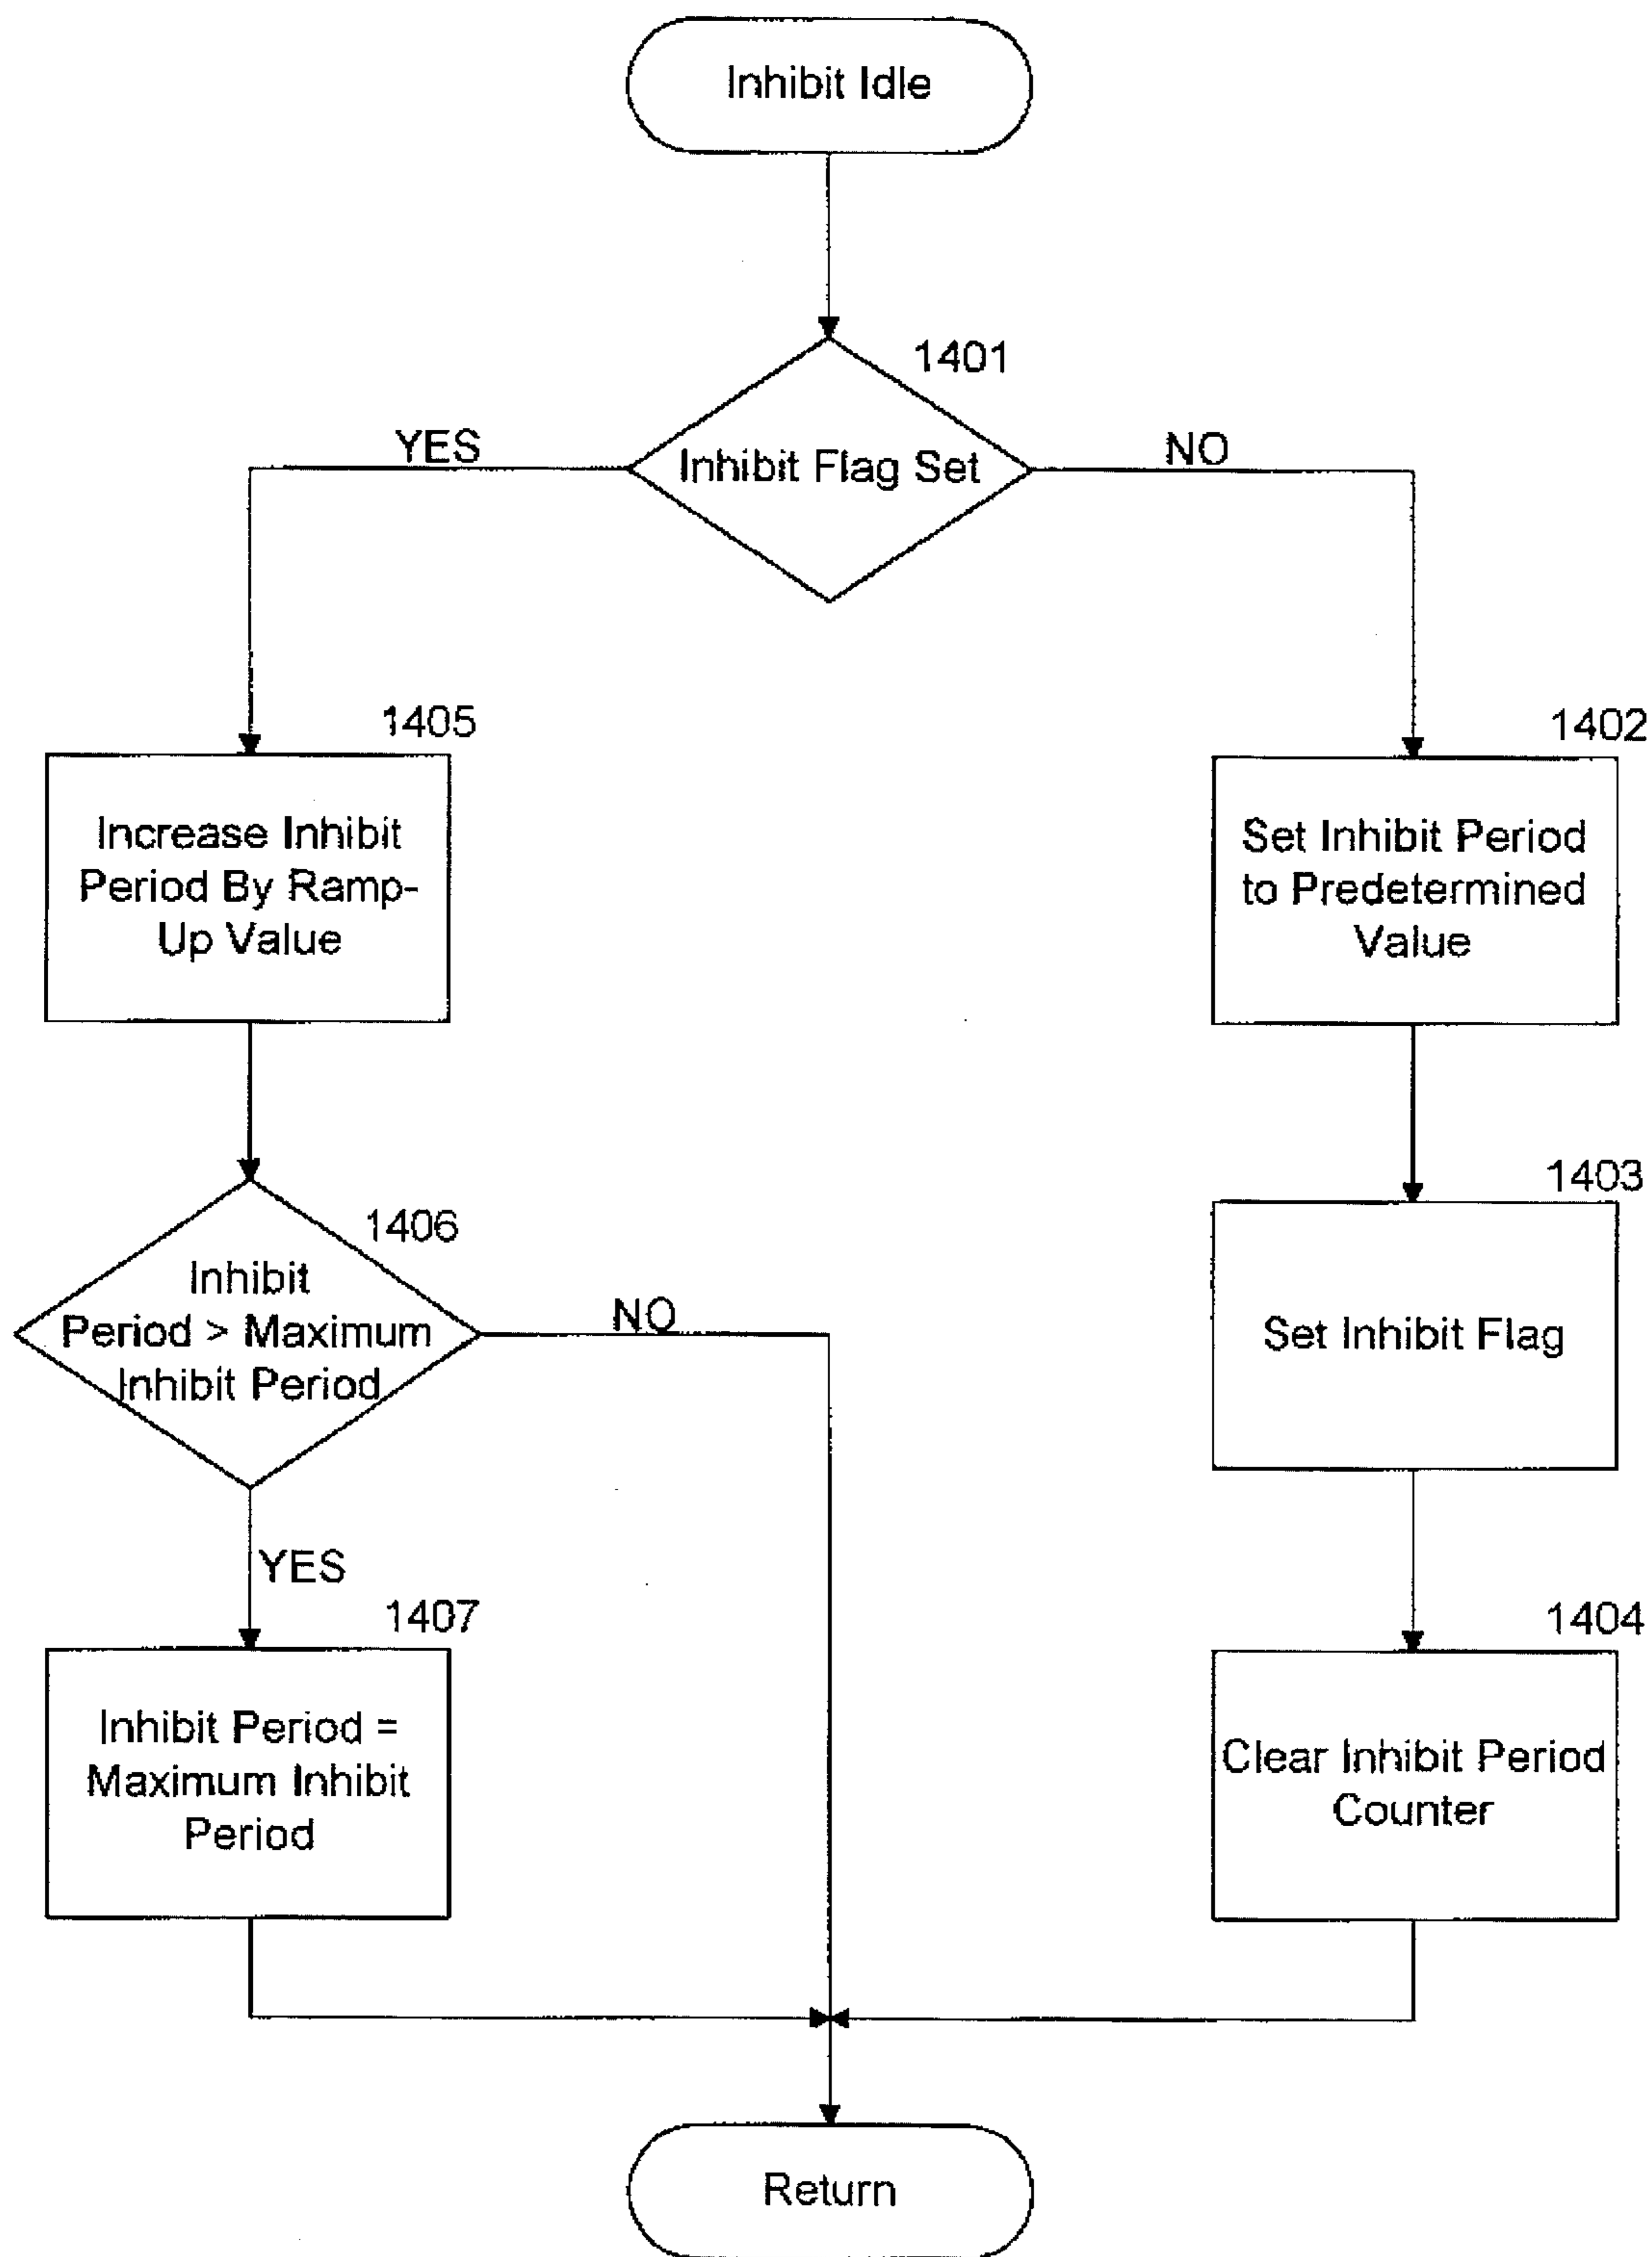 Inhibit Idle
1401
YES
Inhibit Flag Set
NO
1405
Increase Inhibit
Period By Ramp-
Up Value
1402
Set Inhibit Period
to Predetermined
Value
1406
Inhibit
Period > Maximum
Inhibit Period
NO
YES
1403
Set Inhibit Flag
1407
Inhibit Period =
Maximum Inhibit
Period
1404
Clear Inhibit Period
Counter
Return